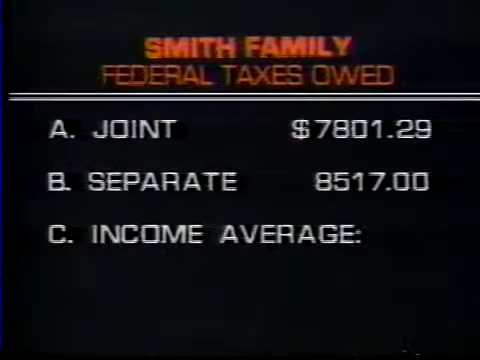 SMITH FAMILY
FEDERAL TAXES OWED
A. JOINT $7801.29
B. SEPARATE 8517.00
C. INCOME AVERAGE: